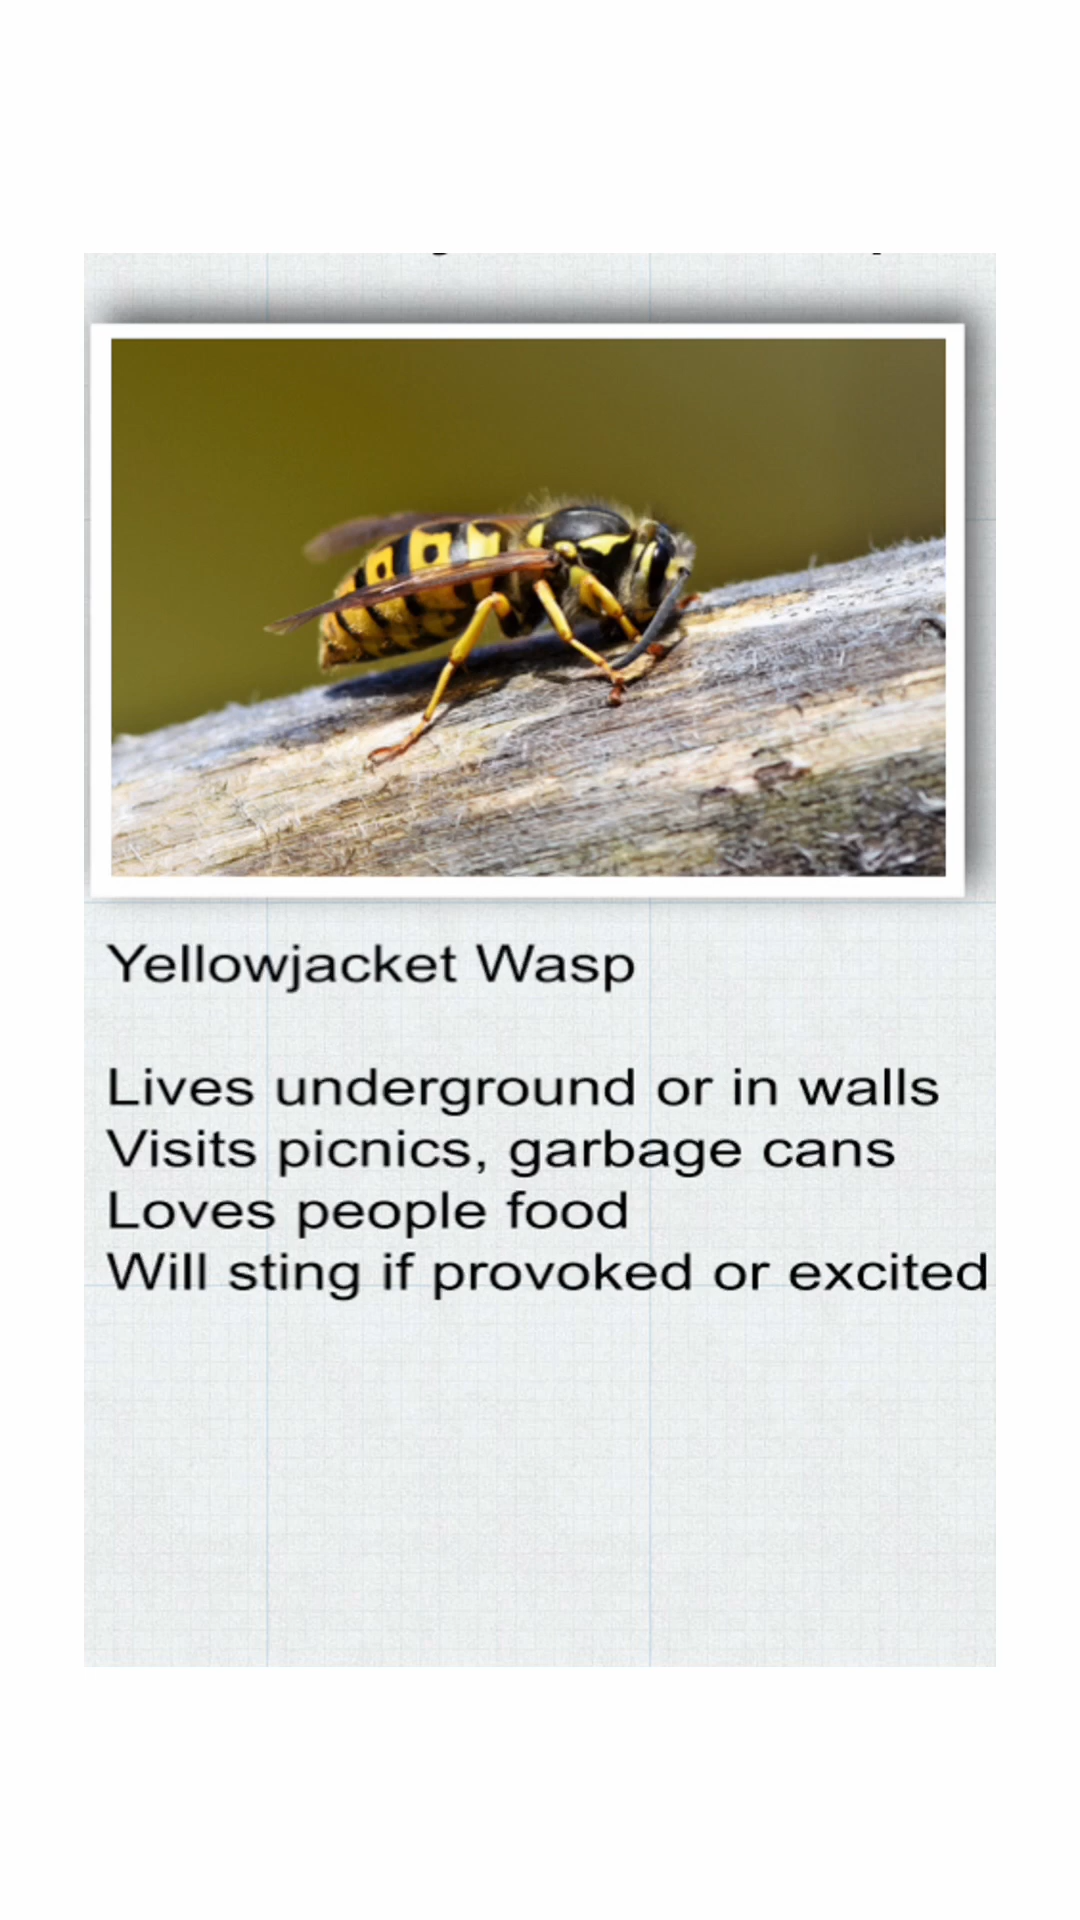 Yellowjacket Wasp
Lives underground or in walls
Visits picnics, garbage cans
Loves people food
Will sting if provoked or excited